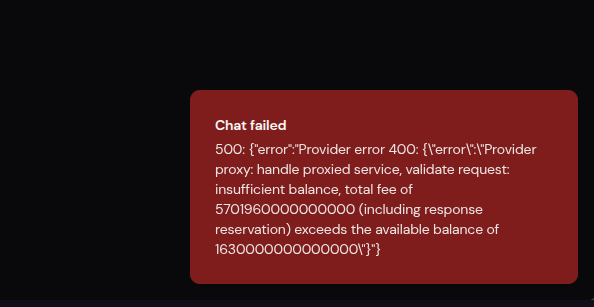 Chat failed
500: {"error":"Provider error 400: {\"error\":\"Provider
proxy: handle proxied service, validate request:
insufficient balance, total fee of
5701960000000000 (including response
reservation) exceeds the available balance of
1630000000000000\"}"}